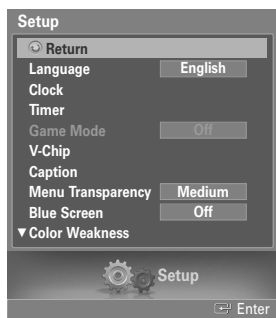 Setup
Return
Language English
Clock
Timer
Game Mode Off
V-Chip
Caption
Menu Transparency Medium
Blue Screen Off
▼ Color Weakness
Setup
Enter